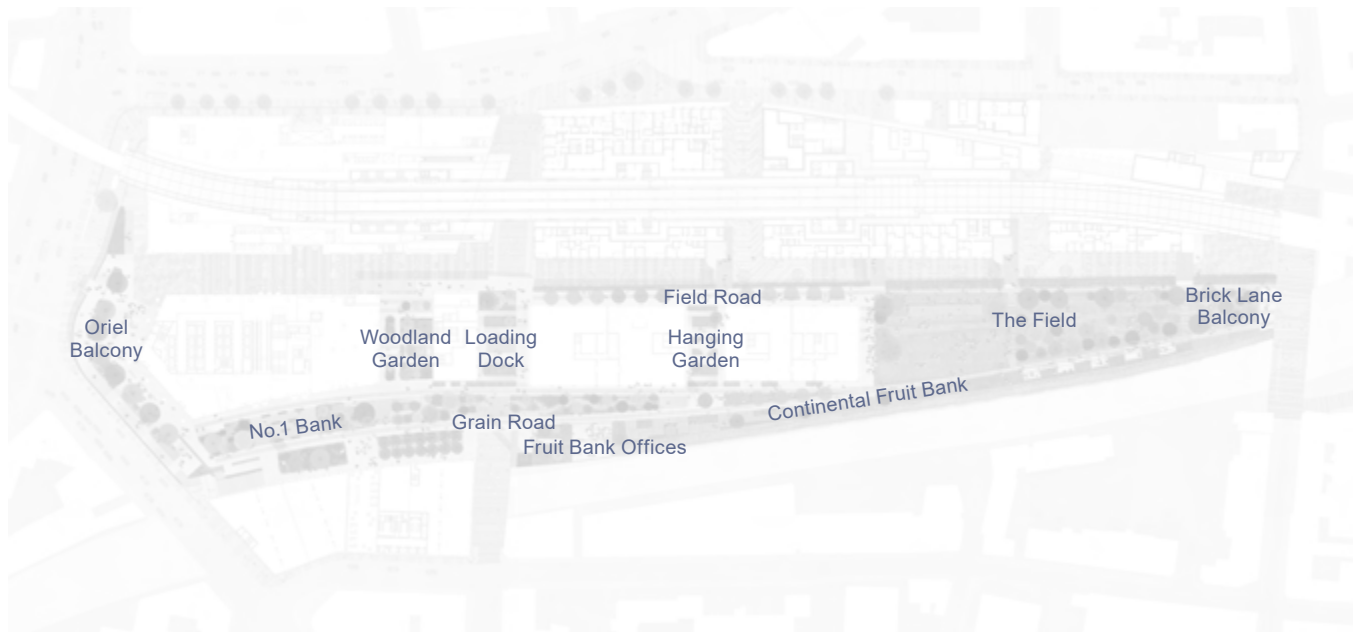 Field Road
Brick Lane
Balcony
The Field
Oriel
Balcony
Woodland
Garden
Loading
Dock
Hanging
Garden
Continental Fruit Bank
No.1 Bank
Grain Road
Fruit Bank Offices